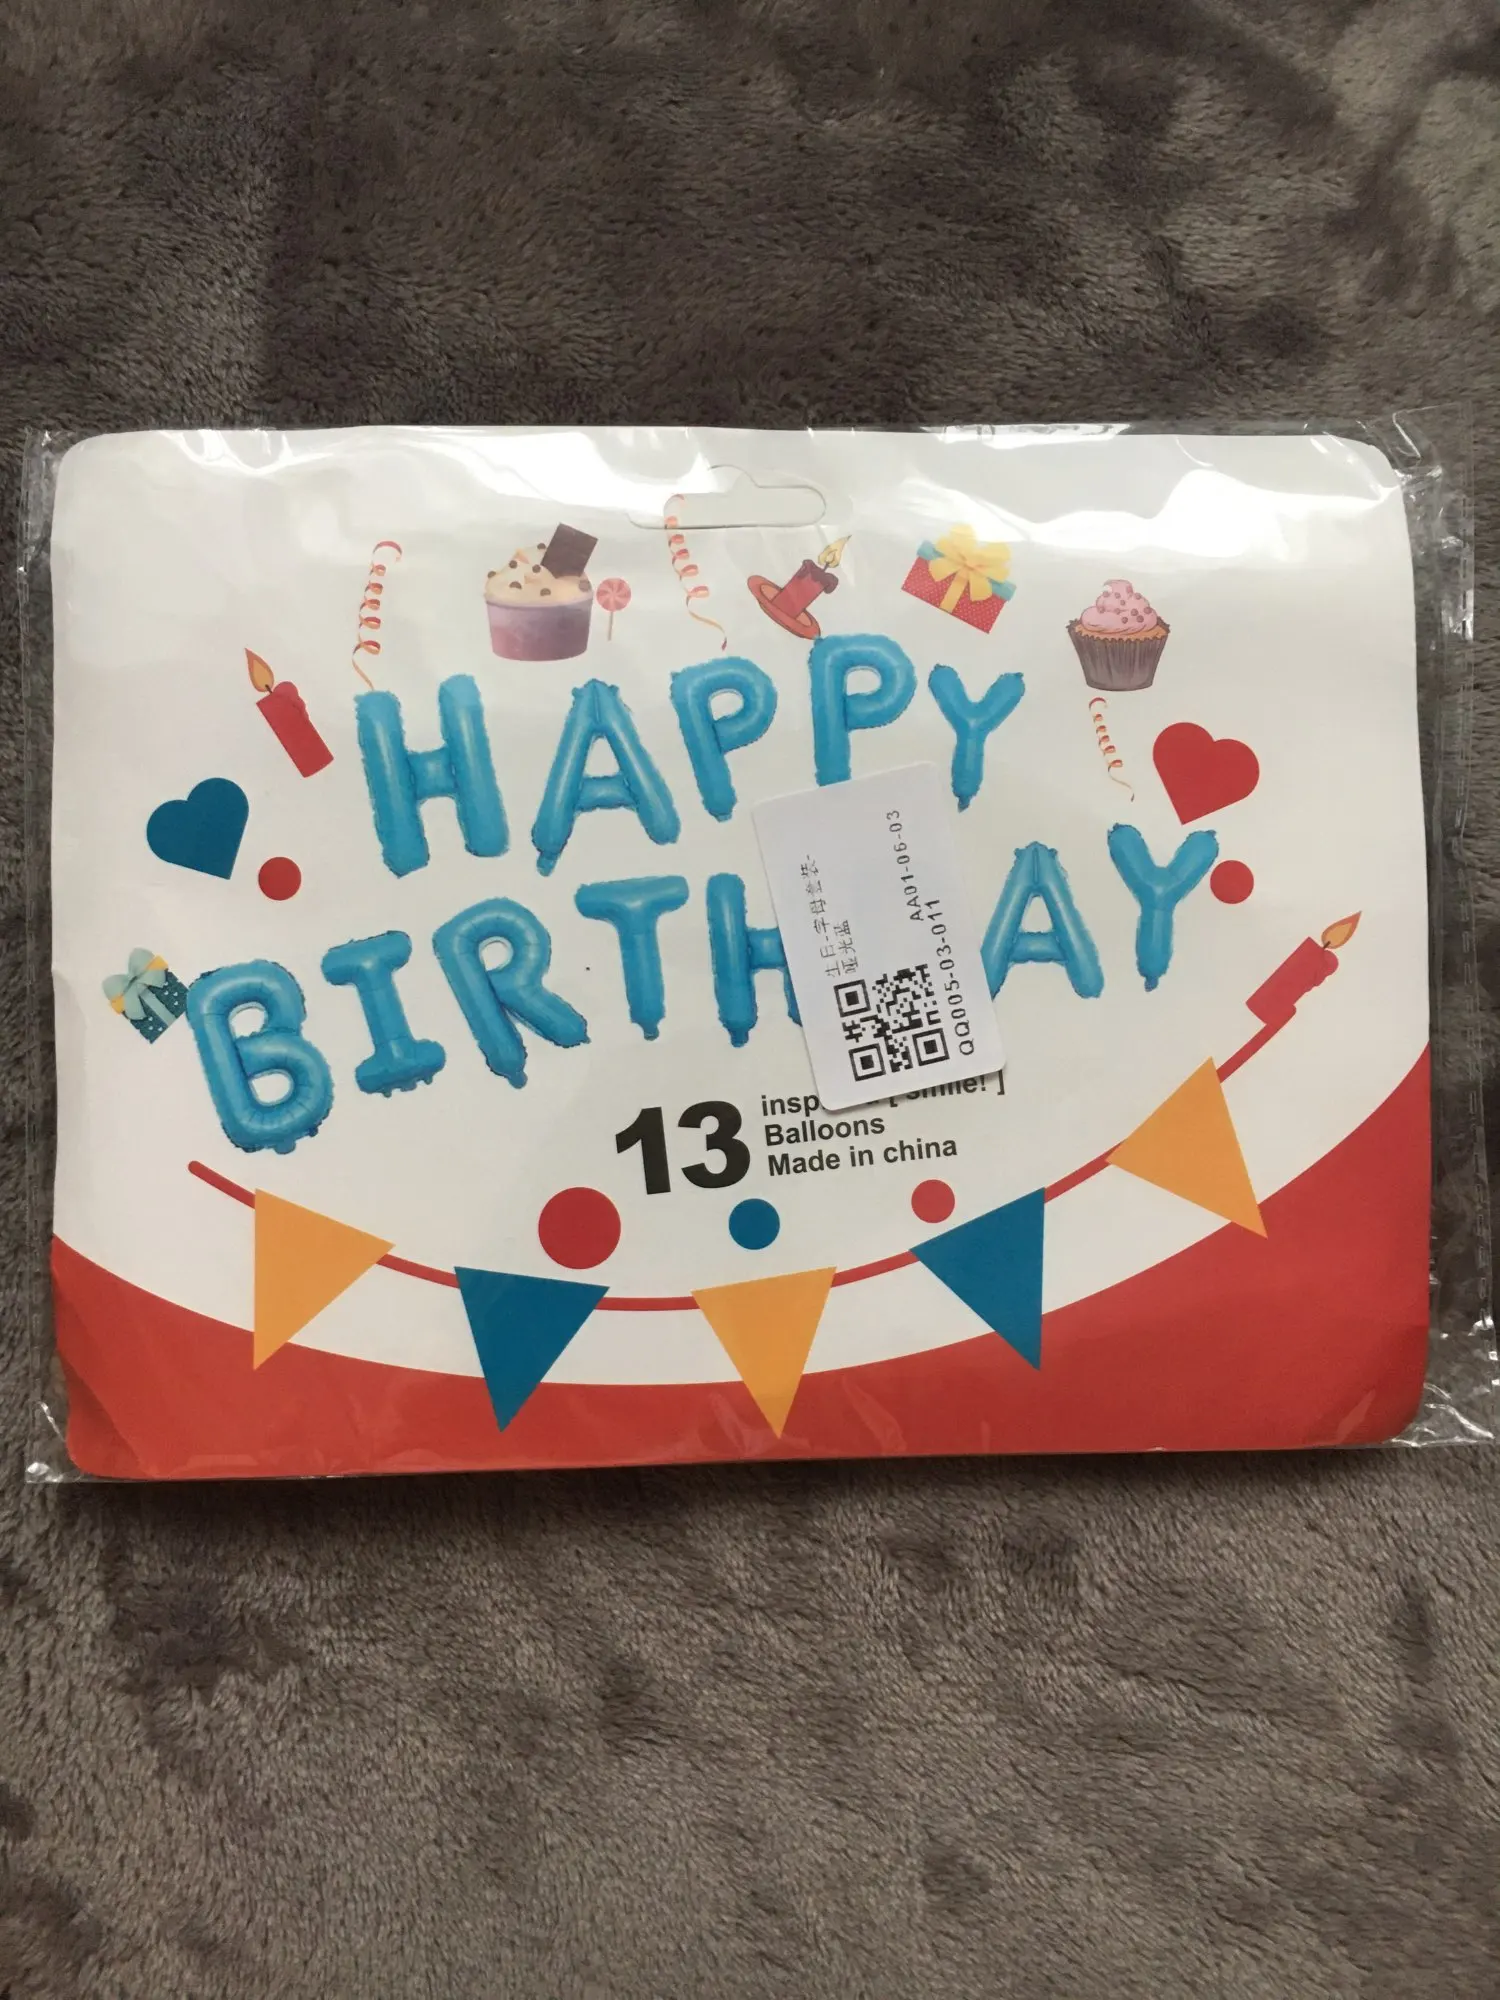 HAPPY
BIRTH AY
13
[ smile! ]
Balloons
Made in china
生日-字母套装-
哑光蓝
AA01-06-03
QQ005-03-011